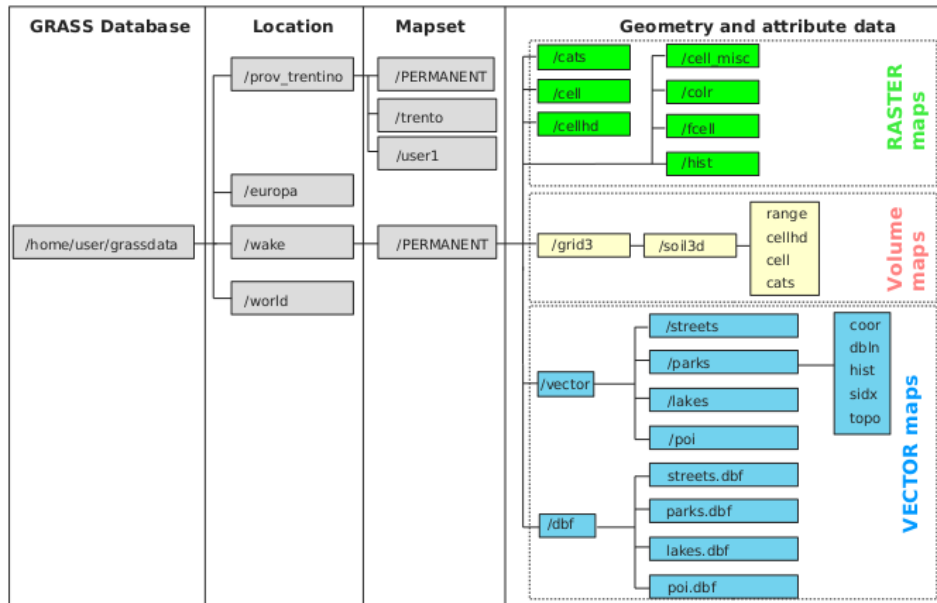 GRASS Database
Location
Mapset
Geometry and attribute data
/home/user/grassdata
/prov_trentino
/europa
/wake
/world
/PERMANENT
/trento
/user1
/PERMANENT
/cats
/cell
/cellhd
/cell_misc
/colr
/fcell
/hist
RASTER
maps
/grid3
/soil3d
range
cellhd
cell
cats
Volume
maps
/vector
/streets
/parks
/lakes
/poi
coor
dbln
hist
sidx
topo
/dbf
streets.dbf
parks.dbf
lakes.dbf
poi.dbf
VECTOR maps